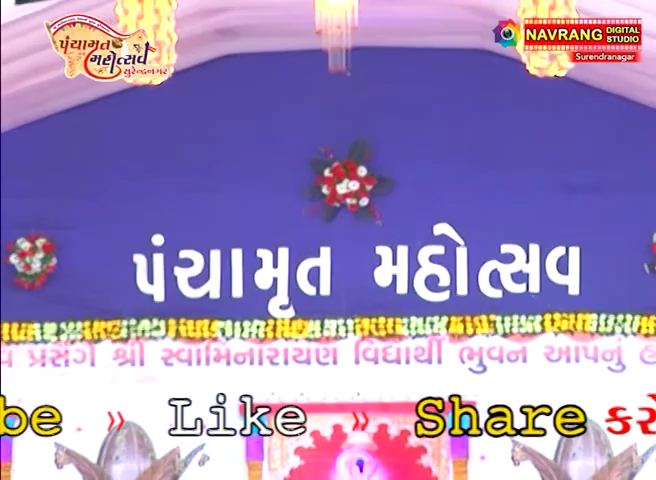 પંચામૃત
મહોત્સવ
સુરેન્દ્રનગર
NAVRANG DIGITAL STUDIO
Surendranagar
પંચામૃત મહોત્સવ
પ્રસંગે શ્રી સ્વામિનારાયણ વિદ્યાર્થી ભુવન આપનું
be » Like » Share કરો